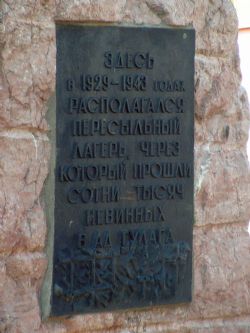 ЗДЕСЬ
В 1929-1943 ГОДАХ
РАСПОЛАГАЛСЯ
ПЕРЕСЫЛЬНЫЙ
ЛАГЕРЬ, ЧЕРЕЗ
КОТОРЫЙ ПРОШЛИ
СОТНИ ТЫСЯЧ
НЕВИННЫХ
В АД ГУЛАГА